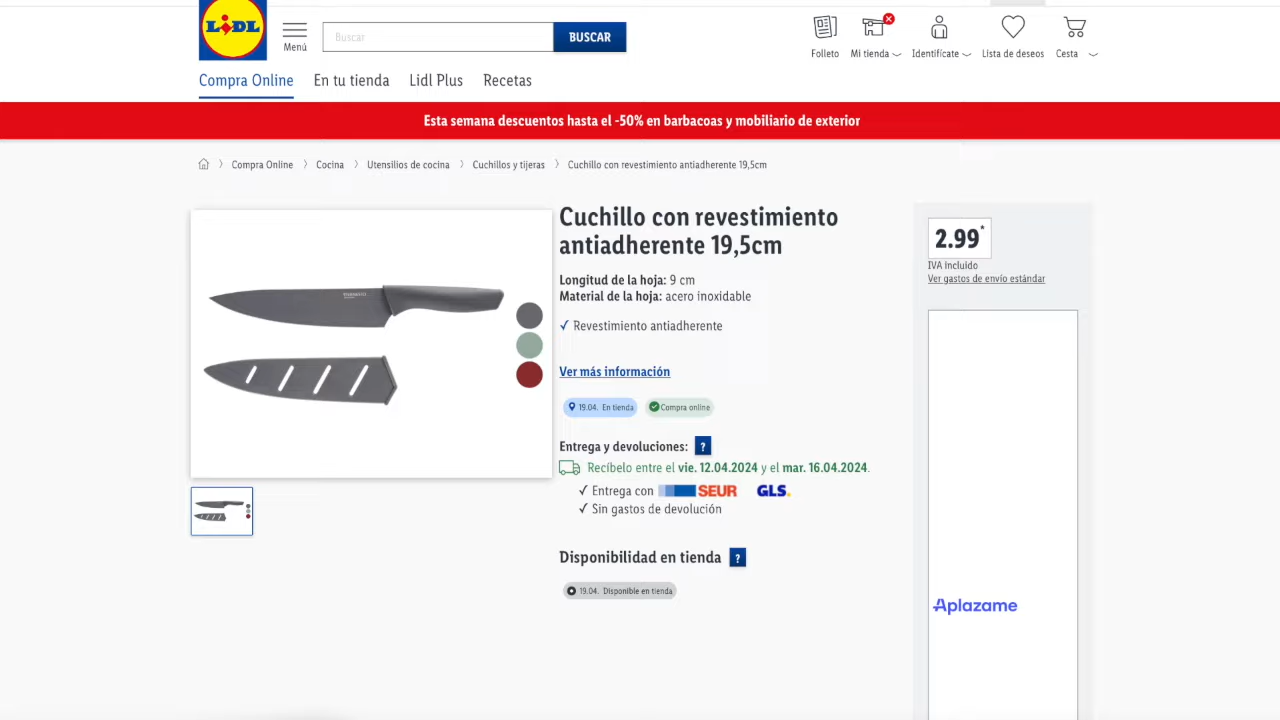 LIDL
Menú
Buscar
BUSCAR
Folleto
Mi tienda
Identifícate
Lista de deseos
Cesta
Compra Online
En tu tienda
Lidl Plus
Recetas
Esta semana descuentos hasta el -50% en barbacoas y mobiliario de exterior
Compra Online
Cocina
Utensilios de cocina
Cuchillos y tijeras
Cuchillo con revestimiento antiadherente 19,5cm
Cuchillo con revestimiento
antiadherente 19,5cm
Longitud de la hoja: 9 cm
Material de la hoja: acero inoxidable
✓ Revestimiento antiadherente
Ver más información
19.04. En tienda
Compra online
Entrega y devoluciones: ?
Recíbelo entre el vie. 12.04.2024 y el mar. 16.04.2024.
✓ Entrega con SEUR GLS.
✓ Sin gastos de devolución
Disponibilidad en tienda ?
19.04. Disponible en tienda
2.99*
IVA incluido
Ver gastos de envío estándar
Aplazame